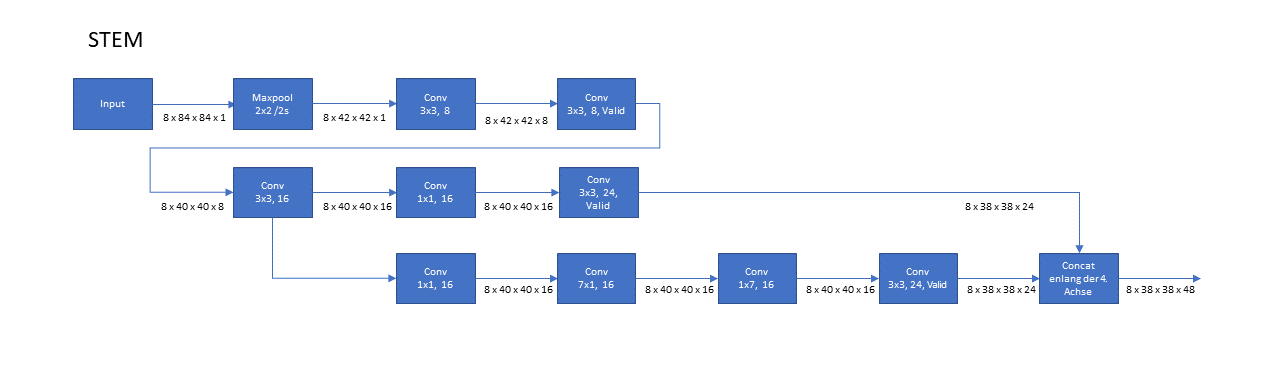 STEM
Input
8 x 84 x 84 x 1
Maxpool
2x2 /2s
8 x 42 x 42 x 1
Conv
3x3, 8
8 x 42 x 42 x 8
Conv
3x3, 8, Valid
8 x 40 x 40 x 8
Conv
3x3, 16
8 x 40 x 40 x 16
Conv
1x1, 16
8 x 40 x 40 x 16
Conv
3x3, 24,
Valid
8 x 38 x 38 x 24
Conv
1x1, 16
8 x 40 x 40 x 16
Conv
7x1, 16
8 x 40 x 40 x 16
Conv
1x7, 16
8 x 40 x 40 x 16
Conv
3x3, 24, Valid
8 x 38 x 38 x 24
Concat
enlang der 4.
Achse
8 x 38 x 38 x 48